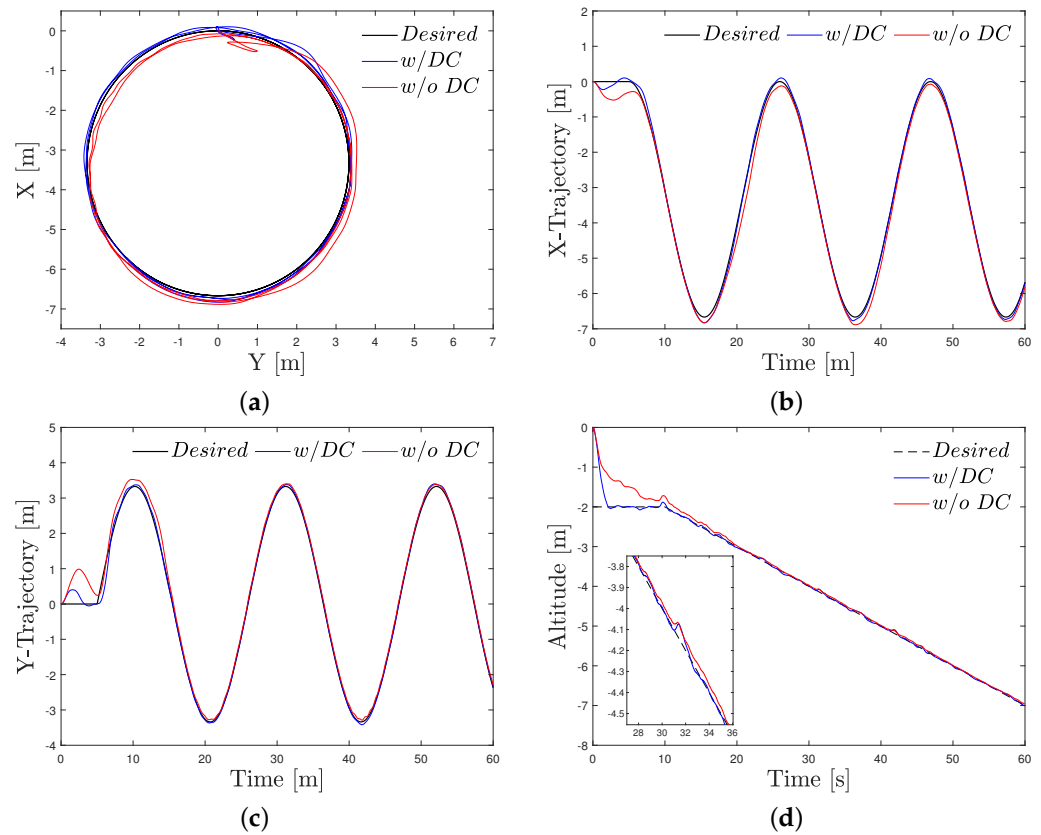 0
-1
-2
-3
-4
-5
-6
-7
-4 -3 -2 -1 0 1 2 3 4 5 6 7
X [m]
Y [m]
Desired
w/DC
w/o DC
(a)
1
0
-1
-2
-3
-4
-5
-6
-7
0 10 20 30 40 50 60
X-Trajectory [m]
Time [m]
Desired w/DC w/o DC
(b)
5
4
3
2
1
0
-1
-2
-3
-4
0 10 20 30 40 50 60
Y-Trajectory [m]
Time [m]
Desired w/DC w/o DC
(c)
0
-1
-2
-3
-4
-5
-6
-7
-8
0 10 20 30 40 50 60
Altitude [m]
Time [s]
Desired
w/DC
w/o DC
-3.8
-3.9
-4
-4.1
-4.2
-4.3
-4.4
-4.5
28 30 32 34 36
(d)